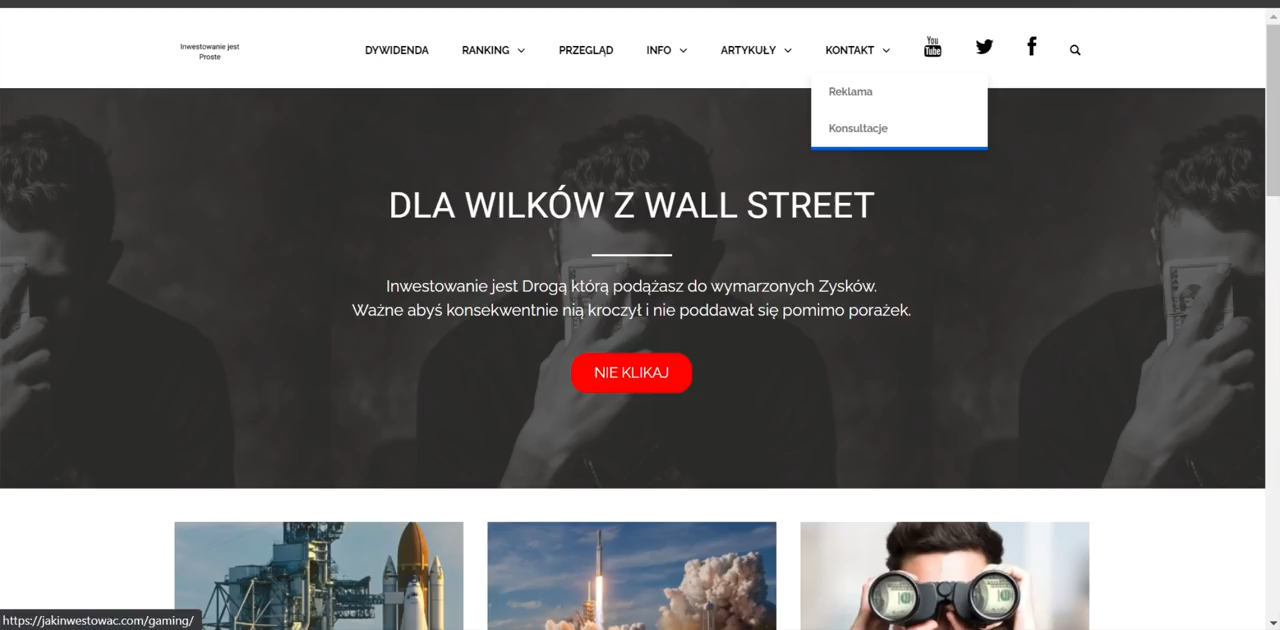 Inwestowanie jest
Proste
DYWIDENDA
RANKING
PRZEGLĄD
INFO
ARTYKUŁY
KONTAKT
You
Tube
Reklama
Konsultacje
DLA WILKÓW Z WALL STREET
Inwestowanie jest Drogą którą podążasz do wymarzonych Zysków.
Ważne abyś konsekwentnie nią kroczył i nie poddawał się pomimo porażek.
NIE KLIKAJ
https://jakinwestowac.com/gaming/